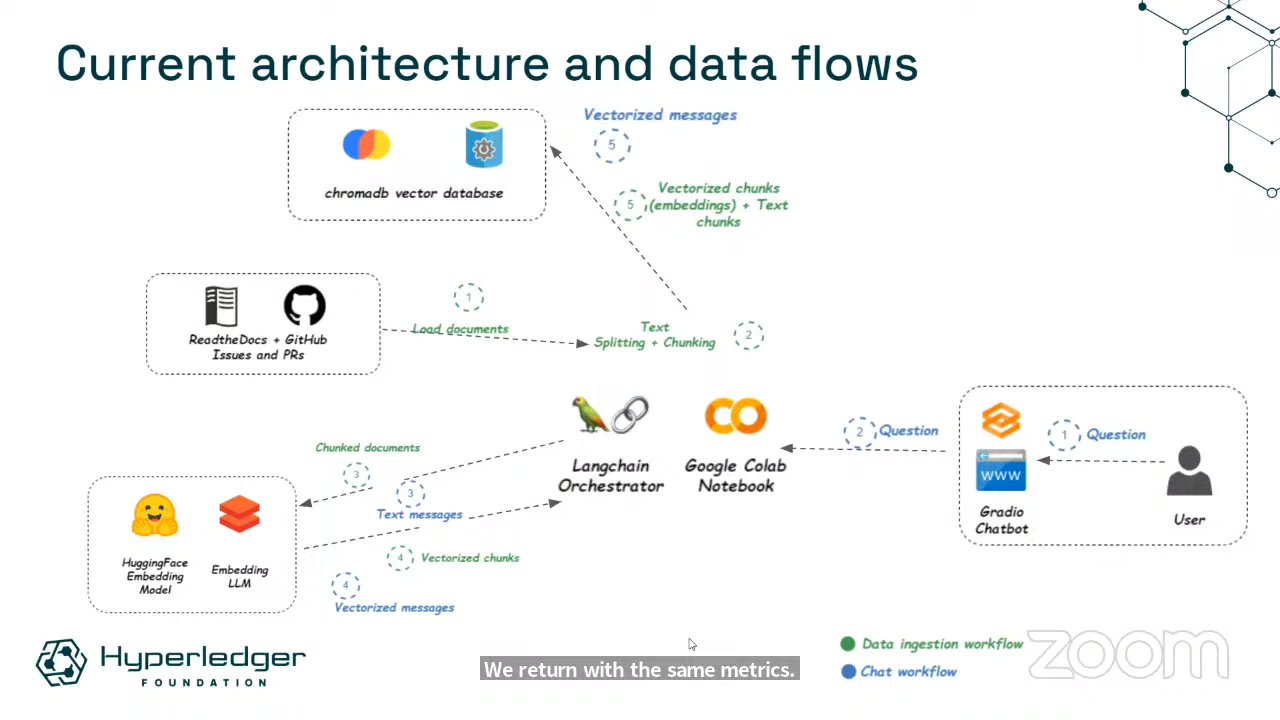 Current architecture and data flows
Vectorized messages
5
chromadb vector database
5
Vectorized chunks
(embeddings) + Text
chunks
1
Load documents
ReadtheDocs + GitHub
Issues and PRs
Text
Splitting + Chunking
2
Chunked documents
3
3
Text messages
Langchain
Orchestrator
Google Colab
Notebook
2
Question
1
Question
WWW
Gradio
Chatbot
User
HuggingFace
Embedding
Model
Embedding
LLM
4
Vectorized chunks
4
Vectorized messages
Data ingestion workflow
Chat workflow
HYPERLEDGER
FOUNDATION
We return with the same metrics.
zoom